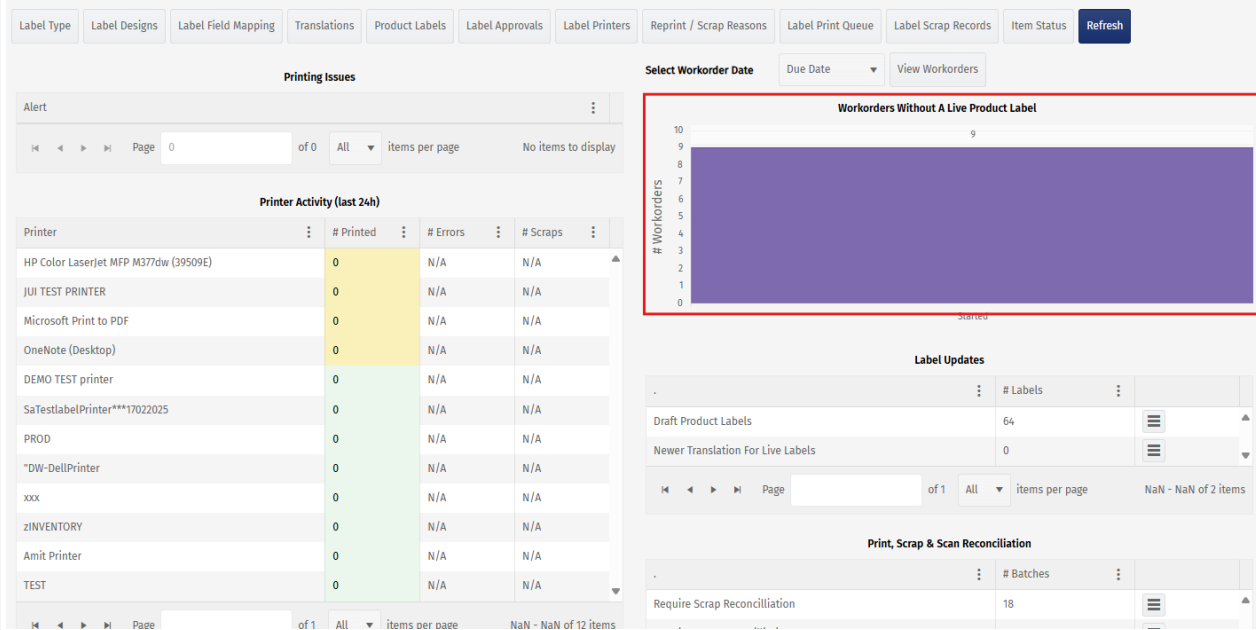 Label Type Label Designs Label Field Mapping Translations Product Labels Label Approvals Label Printers Reprint / Scrap Reasons Label Print Queue Label Scrap Records Item Status Refresh
Printing Issues
Alert
Page 0 of 0 All items per page No items to display
Printer Activity (last 24h)
Printer # Printed # Errors # Scraps
HP Color LaserJet MFP M377dw (39509E) 0 N/A N/A
JUI TEST PRINTER 0 N/A N/A
Microsoft Print to PDF 0 N/A N/A
OneNote (Desktop) 0 N/A N/A
DEMO TEST printer 0 N/A N/A
SaTestlabelPrinter***17022025 0 N/A N/A
PROD 0 N/A N/A
"DW-DellPrinter 0 N/A N/A
xxx 0 N/A N/A
zINVENTORY 0 N/A N/A
Amit Printer 0 N/A N/A
TEST 0 N/A N/A
Page of 1 All items per page NaN - NaN of 12 items
Select Workorder Date Due Date View Workorders
Workorders Without A Live Product Label
# Workorders
10
9
8
7
6
5
4
3
2
1
0
9
Started
Label Updates
. # Labels
Draft Product Labels 64
Newer Translation For Live Labels 0
Page of 1 All items per page NaN - NaN of 2 items
Print, Scrap & Scan Reconciliation
. # Batches
Require Scrap Reconcilliation 18